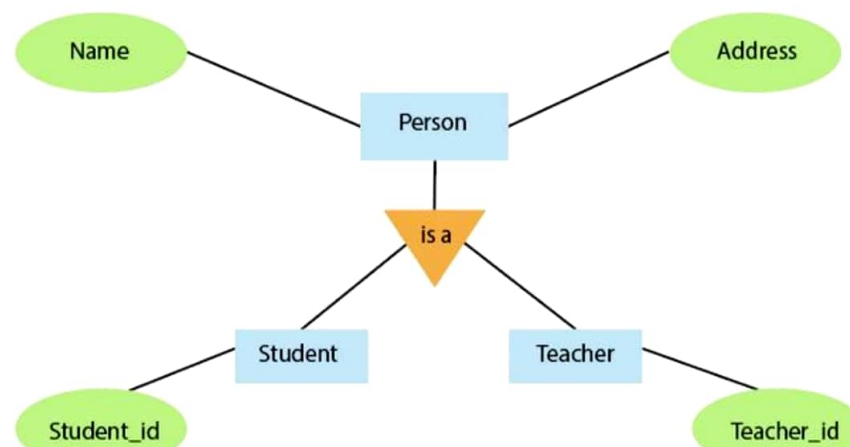 Name
Address
Person
is a
Student
Teacher
Student_id
Teacher_id